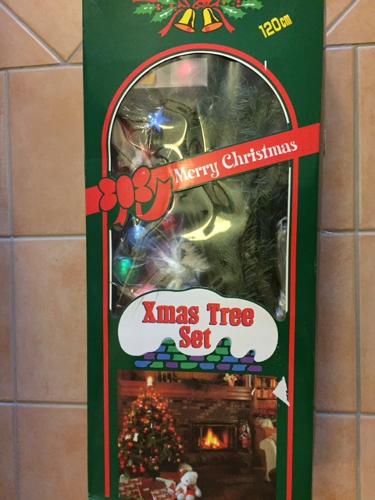 120cm
Merry Christmas
Xmas Tree
Set